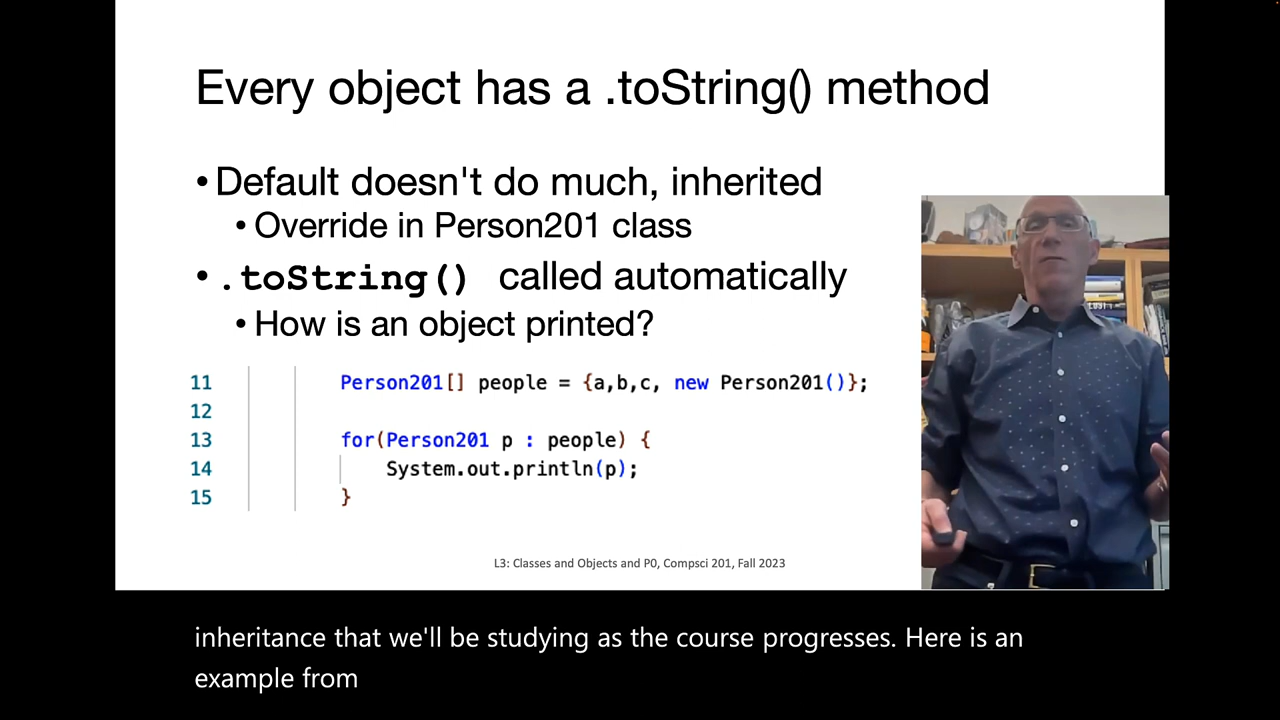 Every object has a .toString() method
• Default doesn't do much, inherited
• Override in Person201 class
• .toString() called automatically
• How is an object printed?
11 Person201[] people = {a,b,c, new Person201()};
12
13 for(Person201 p : people) {
14 System.out.println(p);
15 }
L3: Classes and Objects and P0, Compsci 201, Fall 2023
inheritance that we'll be studying as the course progresses. Here is an
example from